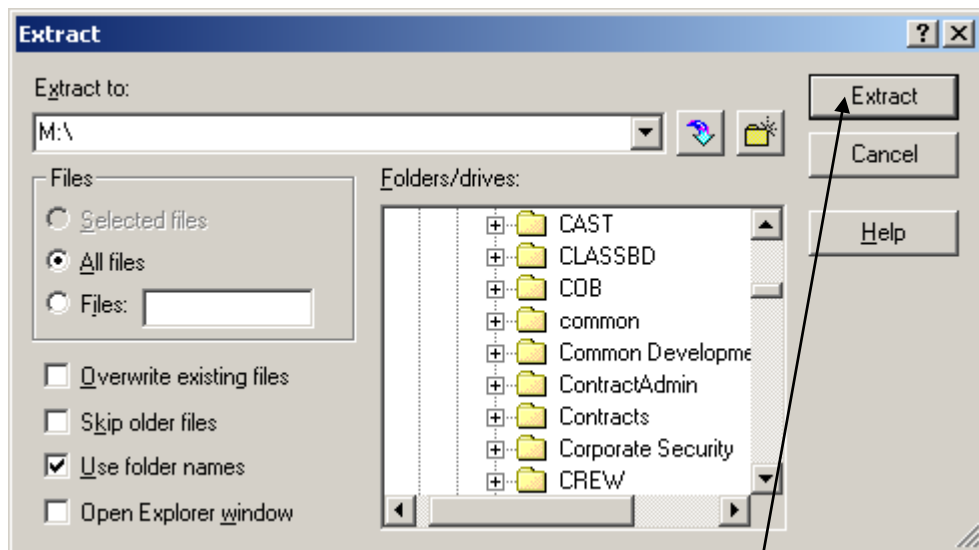 Extract
Extract to:
M:\
Files
Selected files
All files
Files:
Overwrite existing files
Skip older files
Use folder names
Open Explorer window
Folders/drives:
CAST
CLASSBD
COB
common
Common Developme
ContractAdmin
Contracts
Corporate Security
CREW
Extract
Cancel
Help